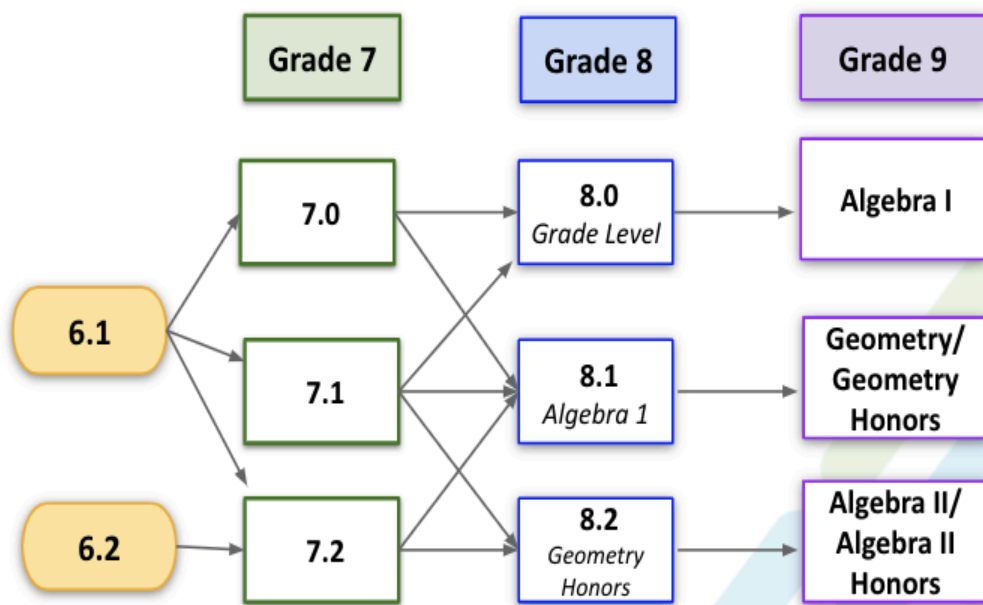 Grade 7
Grade 8
Grade 9
7.0
8.0
Grade Level
Algebra I
6.1
7.1
8.1
Algebra 1
Geometry/
Geometry
Honors
6.2
7.2
8.2
Geometry
Honors
Algebra II/
Algebra II
Honors